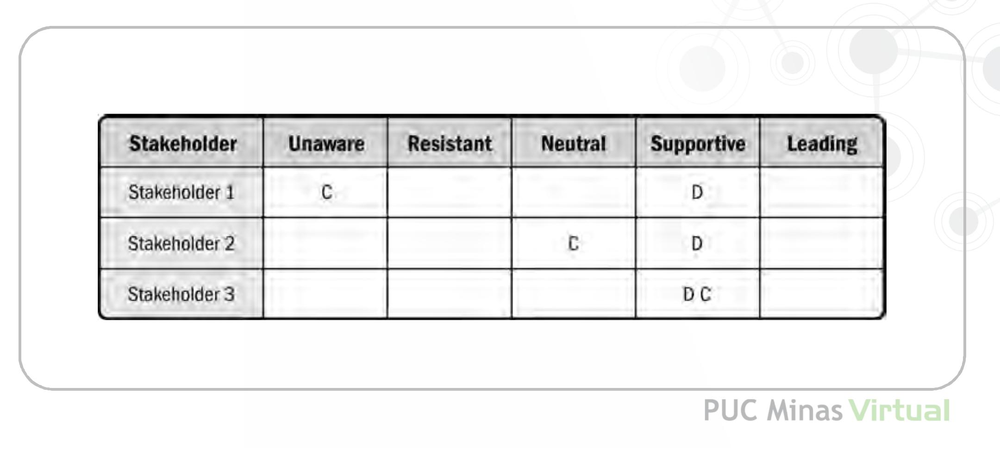 Stakeholder Unaware Resistant Neutral Supportive Leading
Stakeholder 1 C D
Stakeholder 2 C D
Stakeholder 3 D C
PUC Minas Virtual